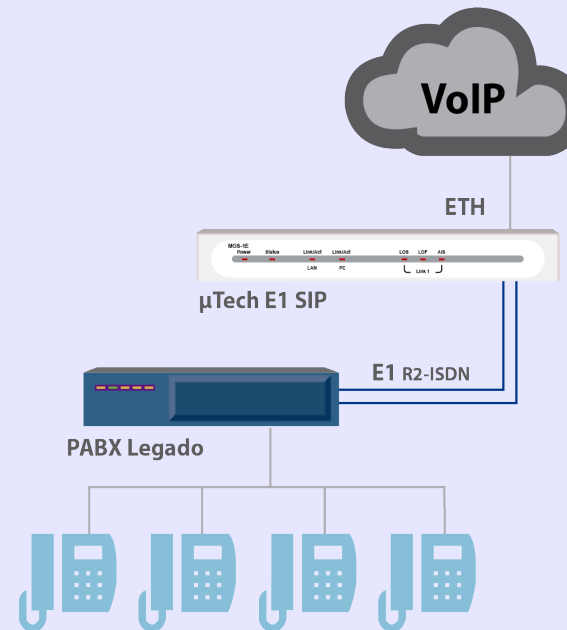 VoIP
ETH
MGS-1E
Power Status Link/Act Link/Act LOS LOF AIS
LAN PC Link 1
µTech E1 SIP
E1 R2-ISDN
PABX Legado